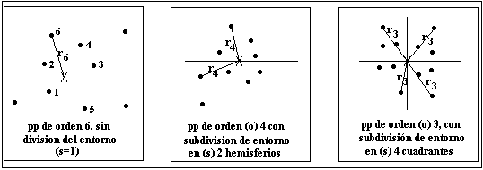 6
r6
4
2
3
x
1
5
pp de orden 6, sin
division del entorno
(s=1)
r4
r4
pp de orden (o) 4 con
subdivision de entorno
en (s) 2 hemisferios
r3
r3
r3
r3
pp de orden (o) 3, con
subdivisión de entorno
en (s) 4 cuadrantes